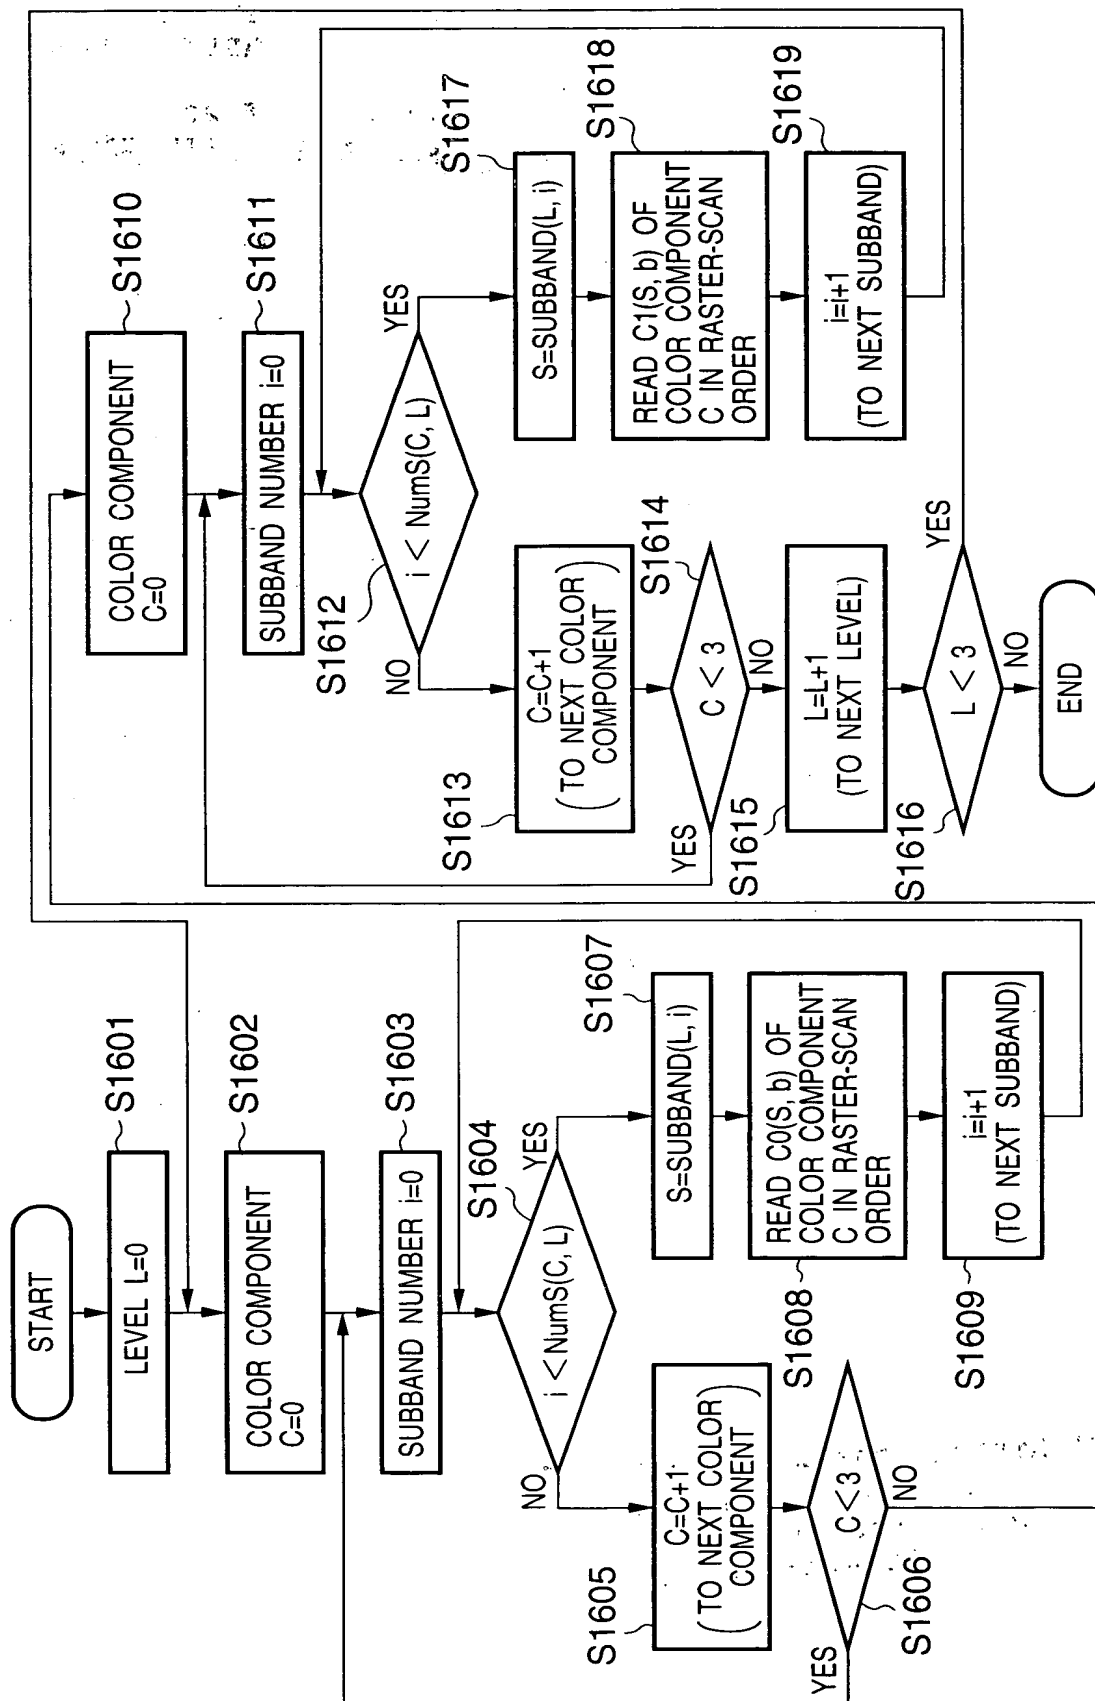 START
LEVEL L=0
S1601
COLOR COMPONENT
C=0
S1602
SUBBAND NUMBER i=0
S1603
i < NumS(C, L)
S1604
NO
YES
C=C+1
(TO NEXT COLOR
COMPONENT)
S1605
C<3
S1606
YES
NO
S=SUBBAND(L, i)
S1607
READ C0(S, b) OF
COLOR COMPONENT
C IN RASTER-SCAN
ORDER
S1608
i=i+1
(TO NEXT SUBBAND)
S1609
COLOR COMPONENT
C=0
S1610
SUBBAND NUMBER i=0
S1611
i < NumS(C, L)
S1612
NO
YES
C=C+1
(TO NEXT COLOR
COMPONENT)
S1613
C < 3
S1614
YES
NO
L=L+1
(TO NEXT LEVEL)
S1615
L < 3
S1616
YES
NO
END
S=SUBBAND(L, i)
S1617
READ C1(S, b) OF
COLOR COMPONENT
C IN RASTER-SCAN
ORDER
S1618
i=i+1
(TO NEXT SUBBAND)
S1619